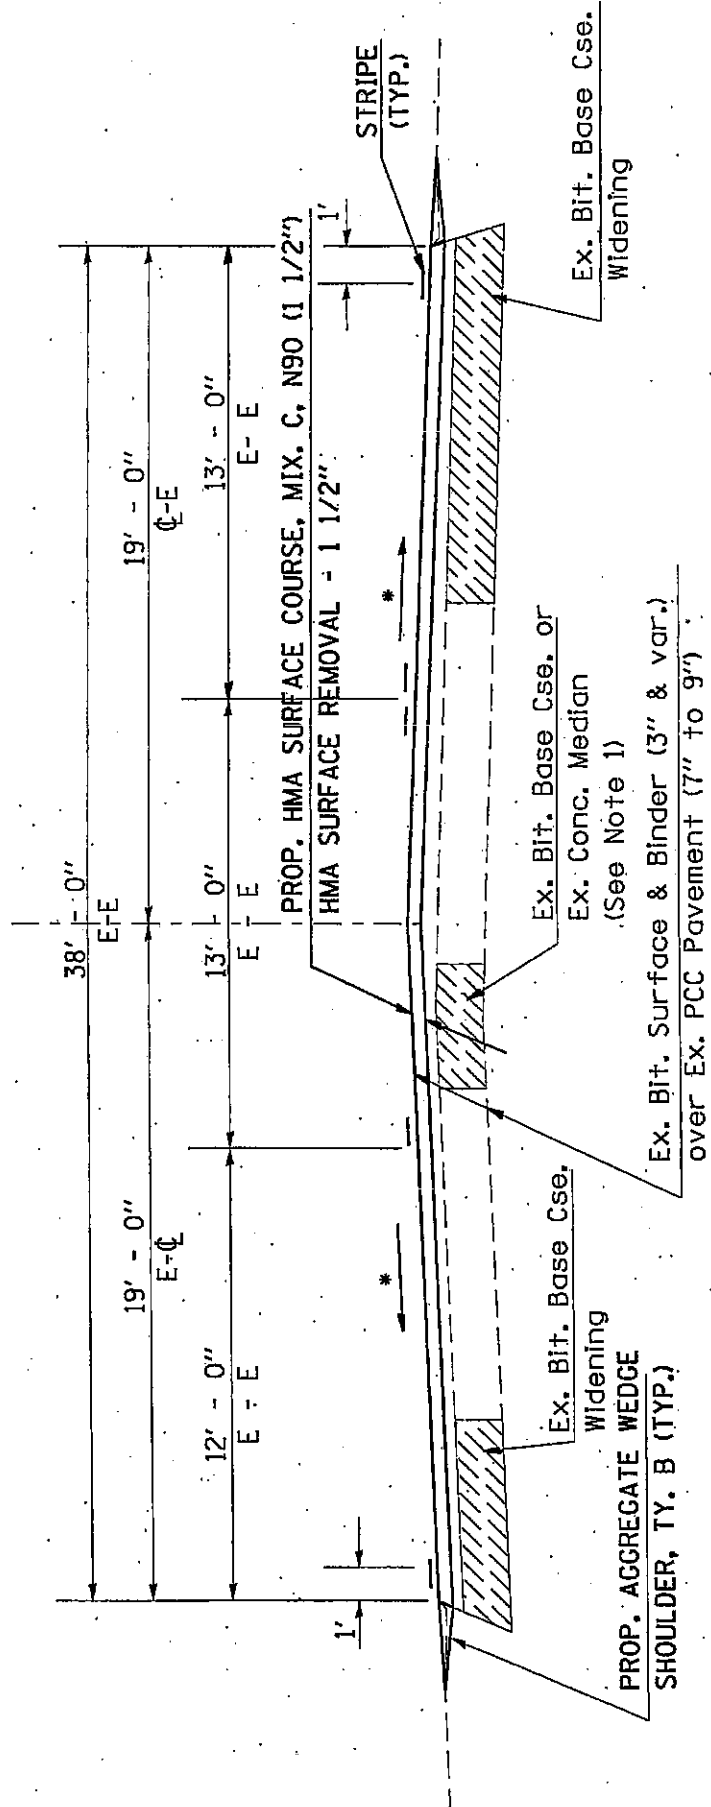 38' - 0"
E-E
19' - 0"
E-℄
19' - 0"
℄-E
12' - 0"
E - E
13' - 0"
E - E
13' - 0"
E- E
1'
1'
PROP. HMA SURFACE COURSE, MIX. C, N90 (1 1/2")
HMA SURFACE REMOVAL - 1 1/2"
STRIPE
(TYP.)
*
*
Ex. Bit. Base Cse.
Widening
PROP. AGGREGATE WEDGE
SHOULDER, TY. B (TYP.)
Ex. Bit. Base Cse. or
Ex. Conc. Median
(See Note 1)
Ex. Bit. Surface & Binder (3" & var.)
over Ex. PCC Pavement (7" to 9")
Ex. Bit. Base Cse.
Widening